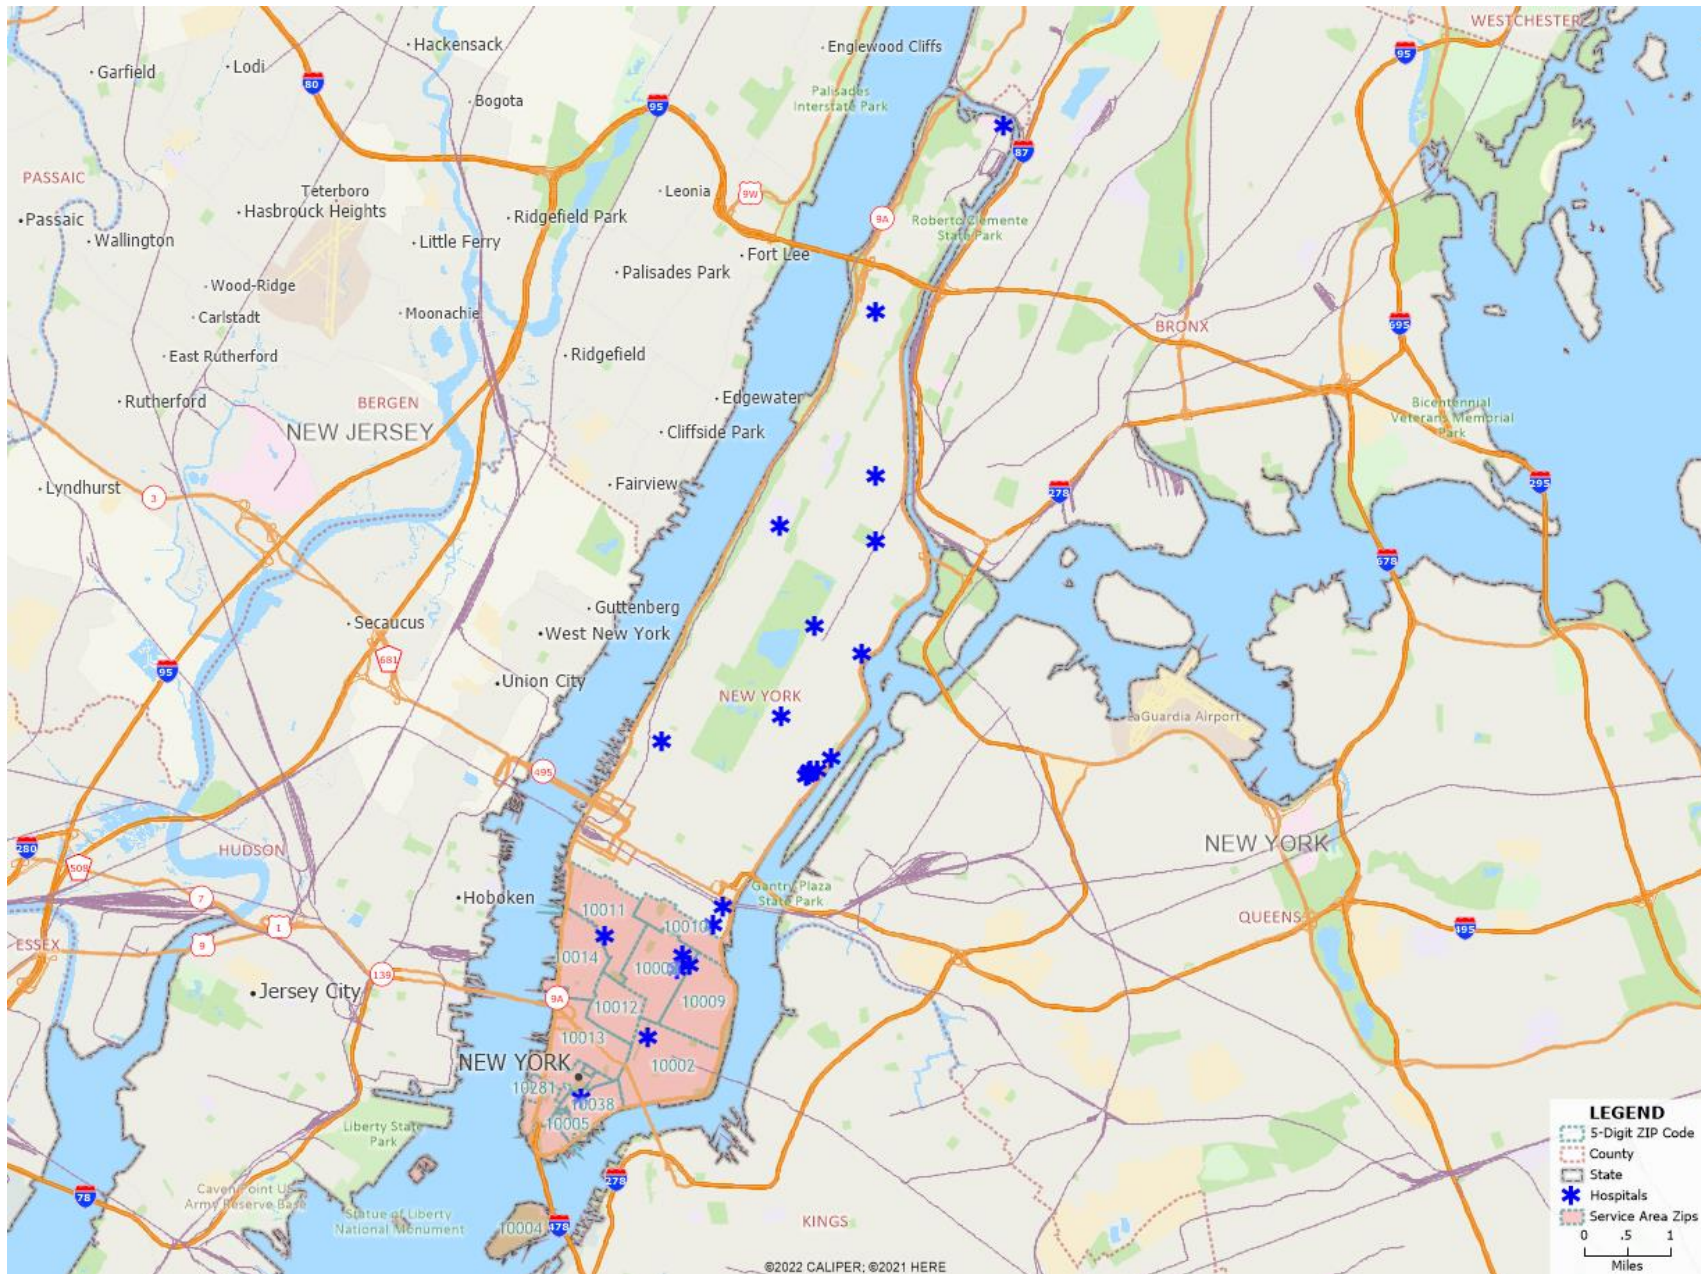 WESTCHESTER
Hackensack
Englewood Cliffs
95
Garfield
Lodi
80
Bogota
95
Palisades
Interstate Park
87
PASSAIC
Teterboro
Leonia
9W
Passaic
Hasbrouck Heights
Ridgefield Park
9A
Roberto Clemente
State Park
Wallington
Little Ferry
Fort Lee
Palisades Park
Wood-Ridge
Carlstadt
Moonachie
BRONX
695
East Rutherford
Ridgefield
Rutherford
BERGEN
Edgewater
Bicentennial
Veterans Memorial
Park
NEW JERSEY
Cliffside Park
Lyndhurst
3
Fairview
278
295
678
Guttenberg
Secaucus
West New York
681
95
Union City
NEW YORK
LaGuardia Airport
495
280
HUDSON
NEW YORK
508
Gantry Plaza
State Park
7
Hoboken
10011
QUEENS
1
10010
495
ESSEX
9
10014
139
Jersey City
9A
10012
10009
10013
NEW YORK
10002
10281
10038
10005
Liberty State
Park
LEGEND
5-Digit ZIP Code
County
State
Hospitals
Service Area Zips
0 .5 1
Miles
278
78
Caven Point US
Army Reserve Base
Statue of Liberty
National Monument
10004
478
KINGS
©2022 CALIPER; ©2021 HERE